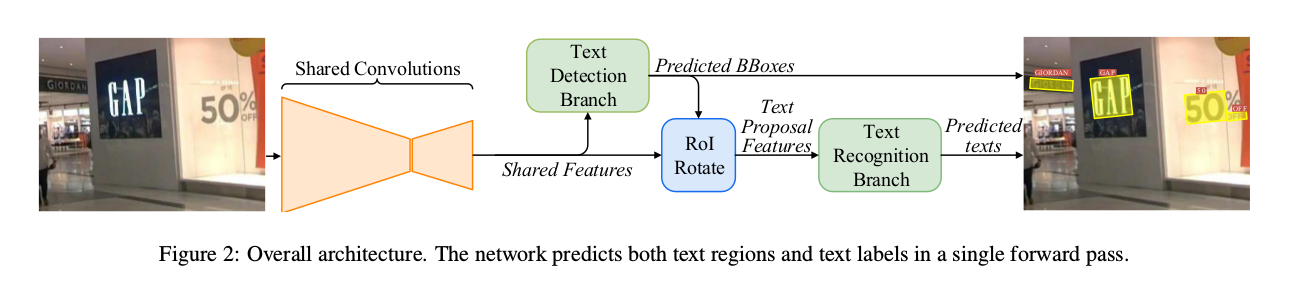 GIORDAN
GAP
50%
OFF
Shared Convolutions
Text
Detection
Branch
Predicted BBoxes
Shared Features
RoI
Rotate
Text
Proposal
Features
Text
Recognition
Branch
Predicted
texts
GIORDAN
GAP
GAP
50
50%
OFF
Figure 2: Overall architecture. The network predicts both text regions and text labels in a single forward pass.